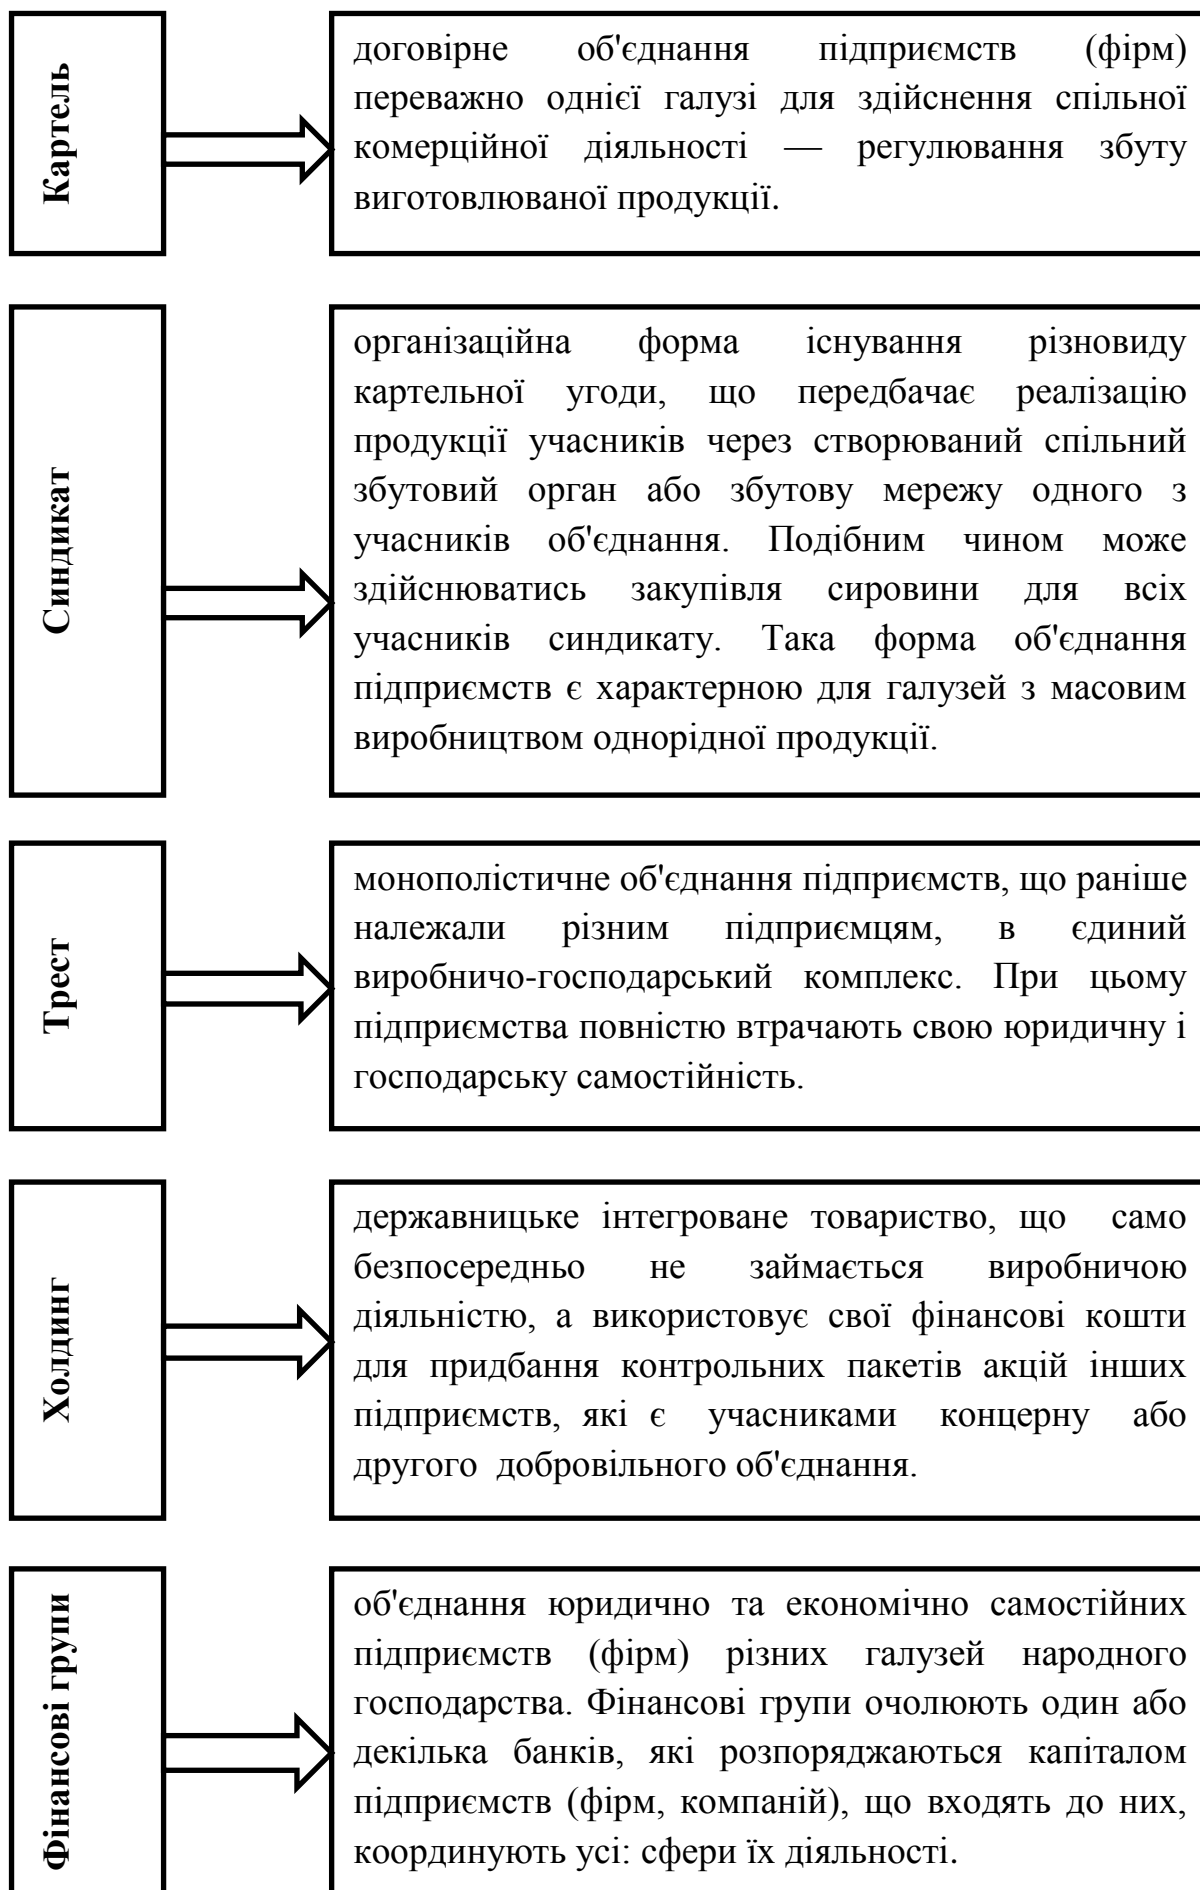 Картель
договірне об'єднання підприємств (фірм)
переважно однієї галузі для здійснення спільної
комерційної діяльності — регулювання збуту
виготовлюваної продукції.
Синдикат
організаційна форма існування різновиду
картельної угоди, що передбачає реалізацію
продукції учасників через створюваний спільний
збутовий орган або збутову мережу одного з
учасників об'єднання. Подібним чином може
здійснюватись закупівля сировини для всіх
учасників синдикату. Така форма об'єднання
підприємств є характерною для галузей з масовим
виробництвом однорідної продукції.
Трест
монополістичне об'єднання підприємств, що раніше
належали різним підприємцям, в єдиний
виробничо-господарський комплекс. При цьому
підприємства повністю втрачають свою юридичну і
господарську самостійність.
Холдинг
державницьке інтегроване товариство, що само
безпосередньо не займається виробничою
діяльністю, а використовує свої фінансові кошти
для придбання контрольних пакетів акцій інших
підприємств, які є учасниками концерну або
другого добровільного об'єднання.
Фінансові групи
об'єднання юридично та економічно самостійних
підприємств (фірм) різних галузей народного
господарства. Фінансові групи очолюють один або
декілька банків, які розпоряджаються капіталом
підприємств (фірм, компаній), що входять до них,
координують усі: сфери їх діяльності.